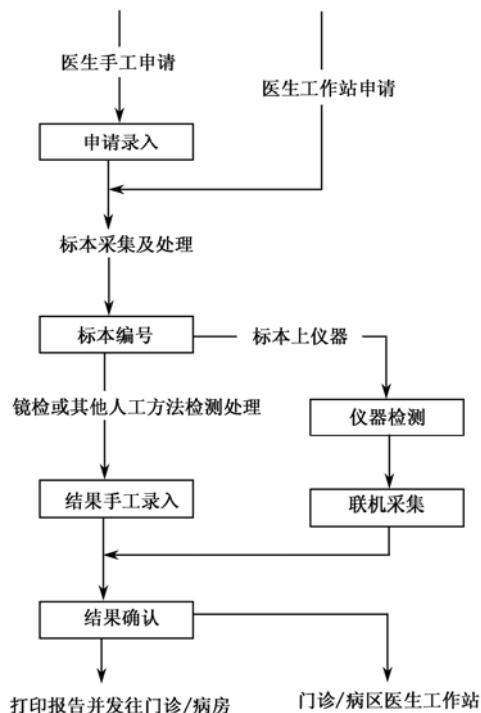 医生手工申请
医生工作站申请
申请录入
标本采集及处理
标本编号
标本上仪器
镜检或其他人工方法检测处理
仪器检测
结果手工录入
联机采集
结果确认
打印报告并发往门诊/病房
门诊/病区医生工作站